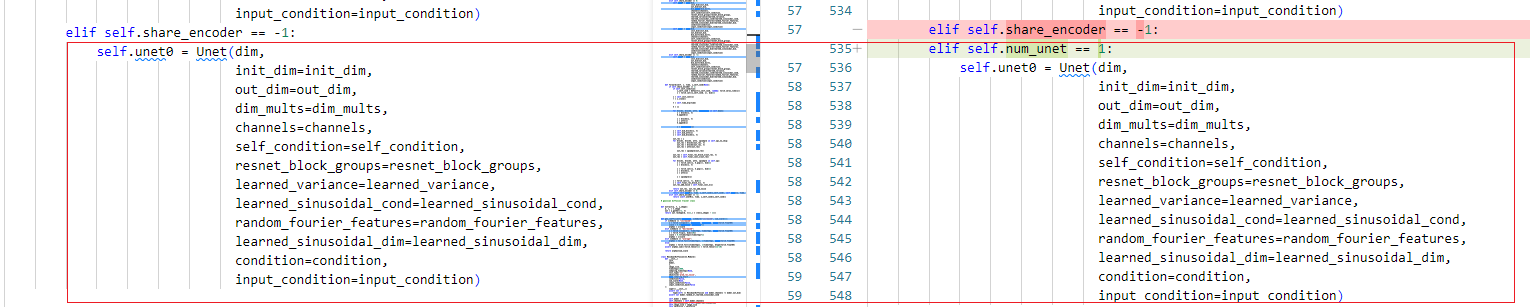 input_condition=input_condition)
elif self.share_encoder == -1:
self.unet0 = Unet(dim,
init_dim=init_dim,
out_dim=out_dim,
dim_mults=dim_mults,
channels=channels,
self_condition=self_condition,
resnet_block_groups=resnet_block_groups,
learned_variance=learned_variance,
learned_sinusoidal_cond=learned_sinusoidal_cond,
random_fourier_features=random_fourier_features,
learned_sinusoidal_dim=learned_sinusoidal_dim,
condition=condition,
input_condition=input_condition)
57 534 input_condition=input_condition)
57 — elif self.share_encoder == -1:
535+ elif self.num_unet == 1:
57 536 self.unet0 = Unet(dim,
58 537 init_dim=init_dim,
58 538 out_dim=out_dim,
58 539 dim_mults=dim_mults,
58 540 channels=channels,
58 541 self_condition=self_condition,
58 542 resnet_block_groups=resnet_block_groups,
58 543 learned_variance=learned_variance,
58 544 learned_sinusoidal_cond=learned_sinusoidal_cond,
58 545 random_fourier_features=random_fourier_features,
58 546 learned_sinusoidal_dim=learned_sinusoidal_dim,
59 547 condition=condition,
59 548 input_condition=input_condition)